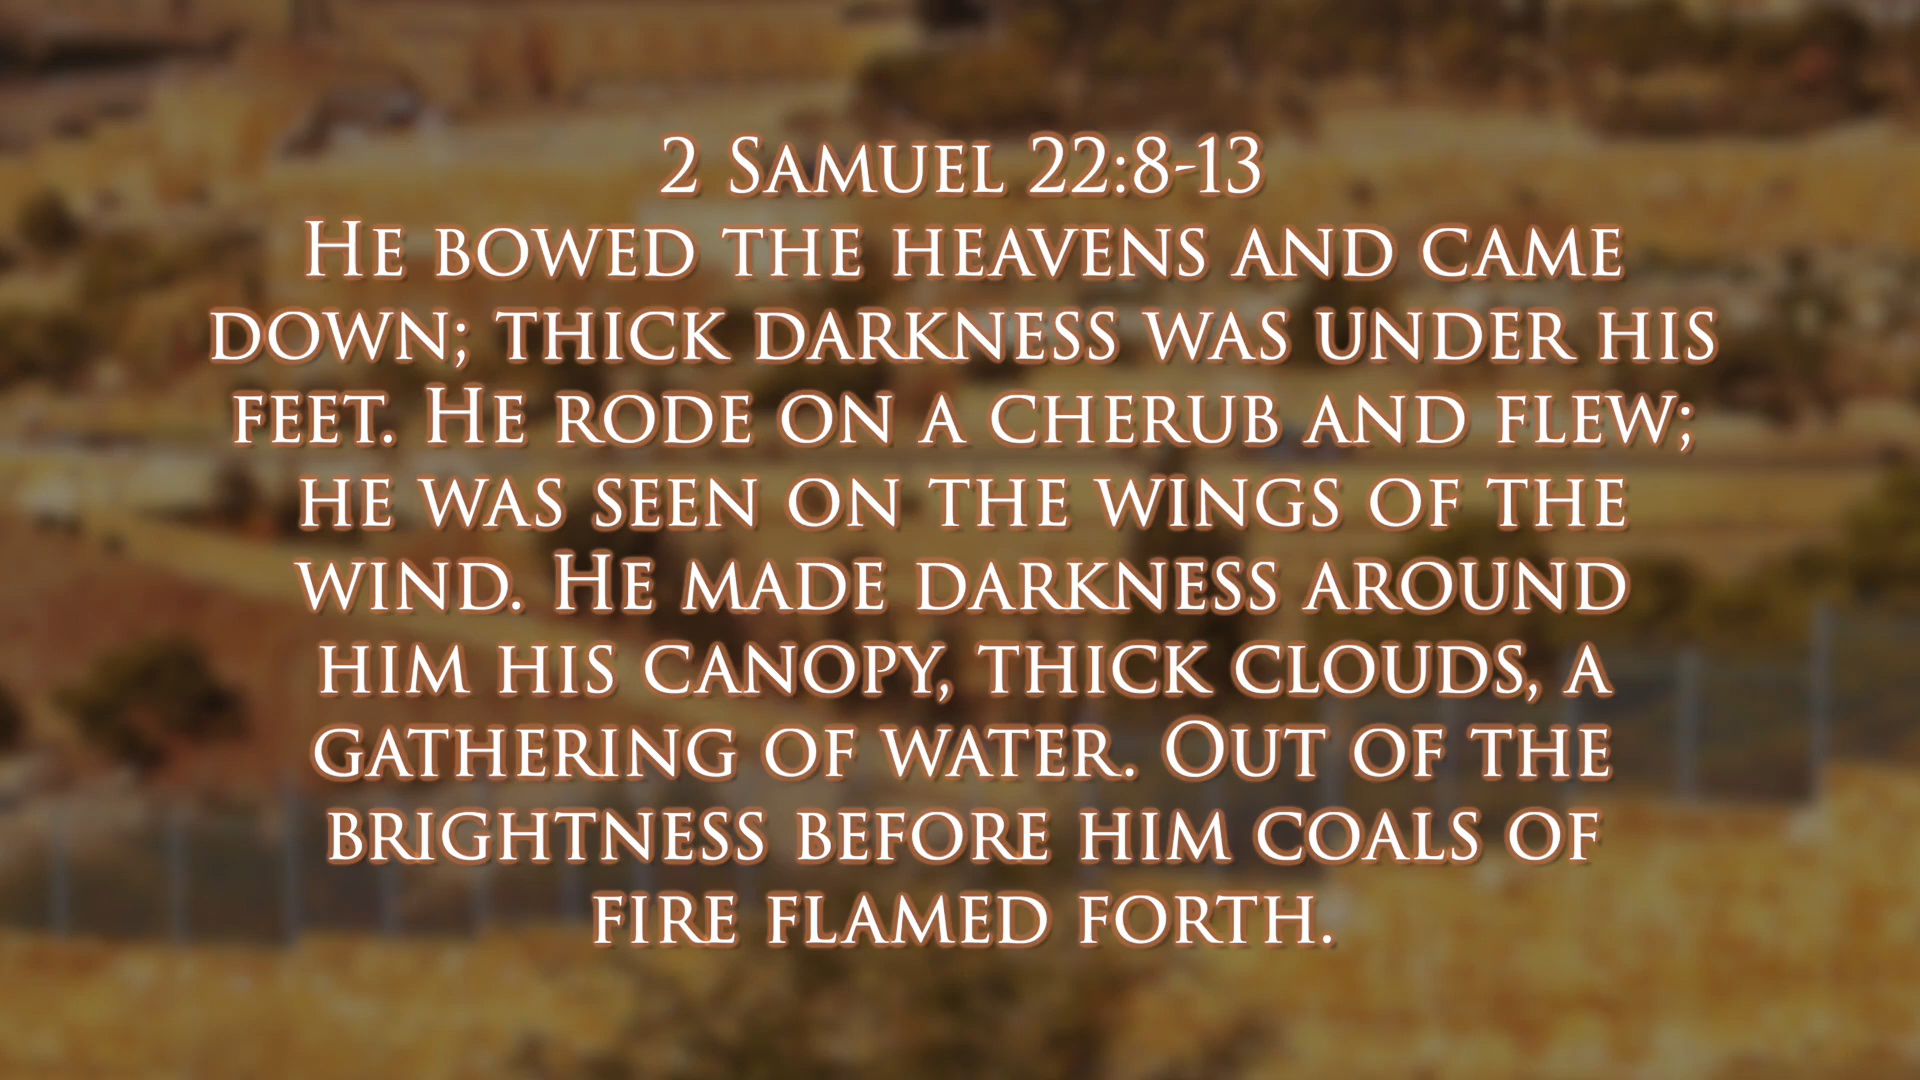 2 Samuel 22:8-13
He bowed the heavens and came
down; thick darkness was under his
feet. He rode on a cherub and flew;
he was seen on the wings of the
wind. He made darkness around
him his canopy, thick clouds, a
gathering of water. Out of the
brightness before him coals of
fire flamed forth.